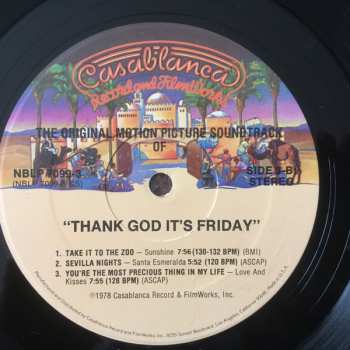 Casablanca
Record and FilmWorks
THE ORIGINAL MOTION PICTURE SOUNDTRACK
OF
NBLP 7099-3
SIDE 3-B
STEREO
"THANK GOD IT'S FRIDAY"
1. TAKE IT TO THE ZOO – Sunshine 7:56 (130-132 BPM) (BMI)
2. SEVILLA NIGHTS – Santa Esmeralda 5:52 (120 BPM) (ASCAP)
3. YOU'RE THE MOST PRECIOUS THING IN MY LIFE – Love And
Kisses 7:55 (128 BPM) (ASCAP)
℗1978 Casablanca Record & FilmWorks, Inc.